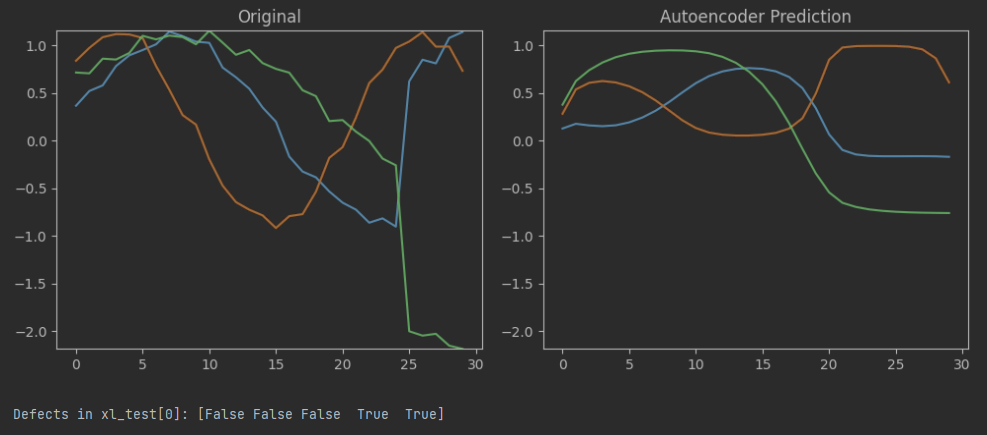 Original
Autoencoder Prediction
1.0
0.5
0.0
−0.5
−1.0
−1.5
−2.0
0 5 10 15 20 25 30
1.0
0.5
0.0
−0.5
−1.0
−1.5
−2.0
0 5 10 15 20 25 30
Defects in xl_test[0]: [False False False  True  True]